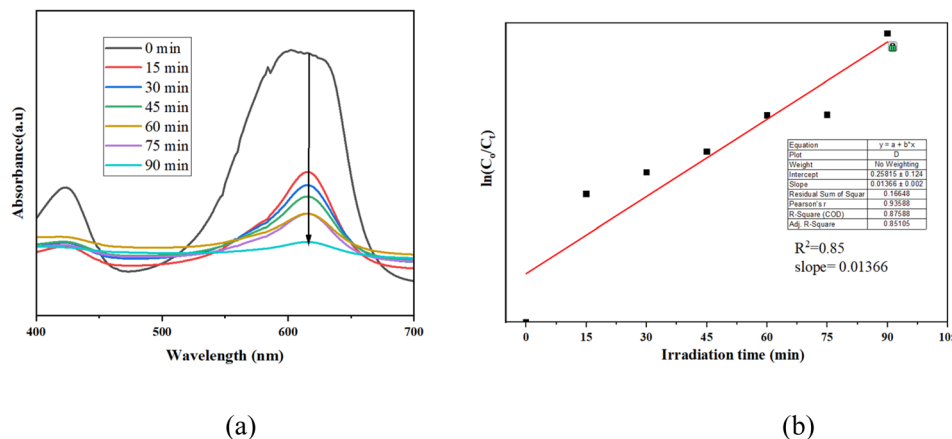 Absorbance(a.u)
0 min
15 min
30 min
45 min
60 min
75 min
90 min
400 500 600 700
Wavelength (nm)
(a)
ln(C₀/Cₜ)
Equation y = a + b*x
Plot D
Weight No Weighting
Intercept 0.25815 ± 0.124
Slope 0.01366 ± 0.002
Residual Sum of Squar 0.16648
Pearson's r 0.93588
R-Square (COD) 0.87588
Adj. R-Square 0.85105
R²=0.85
slope= 0.01366
0 15 30 45 60 75 90 105
Irradiation time (min)
(b)